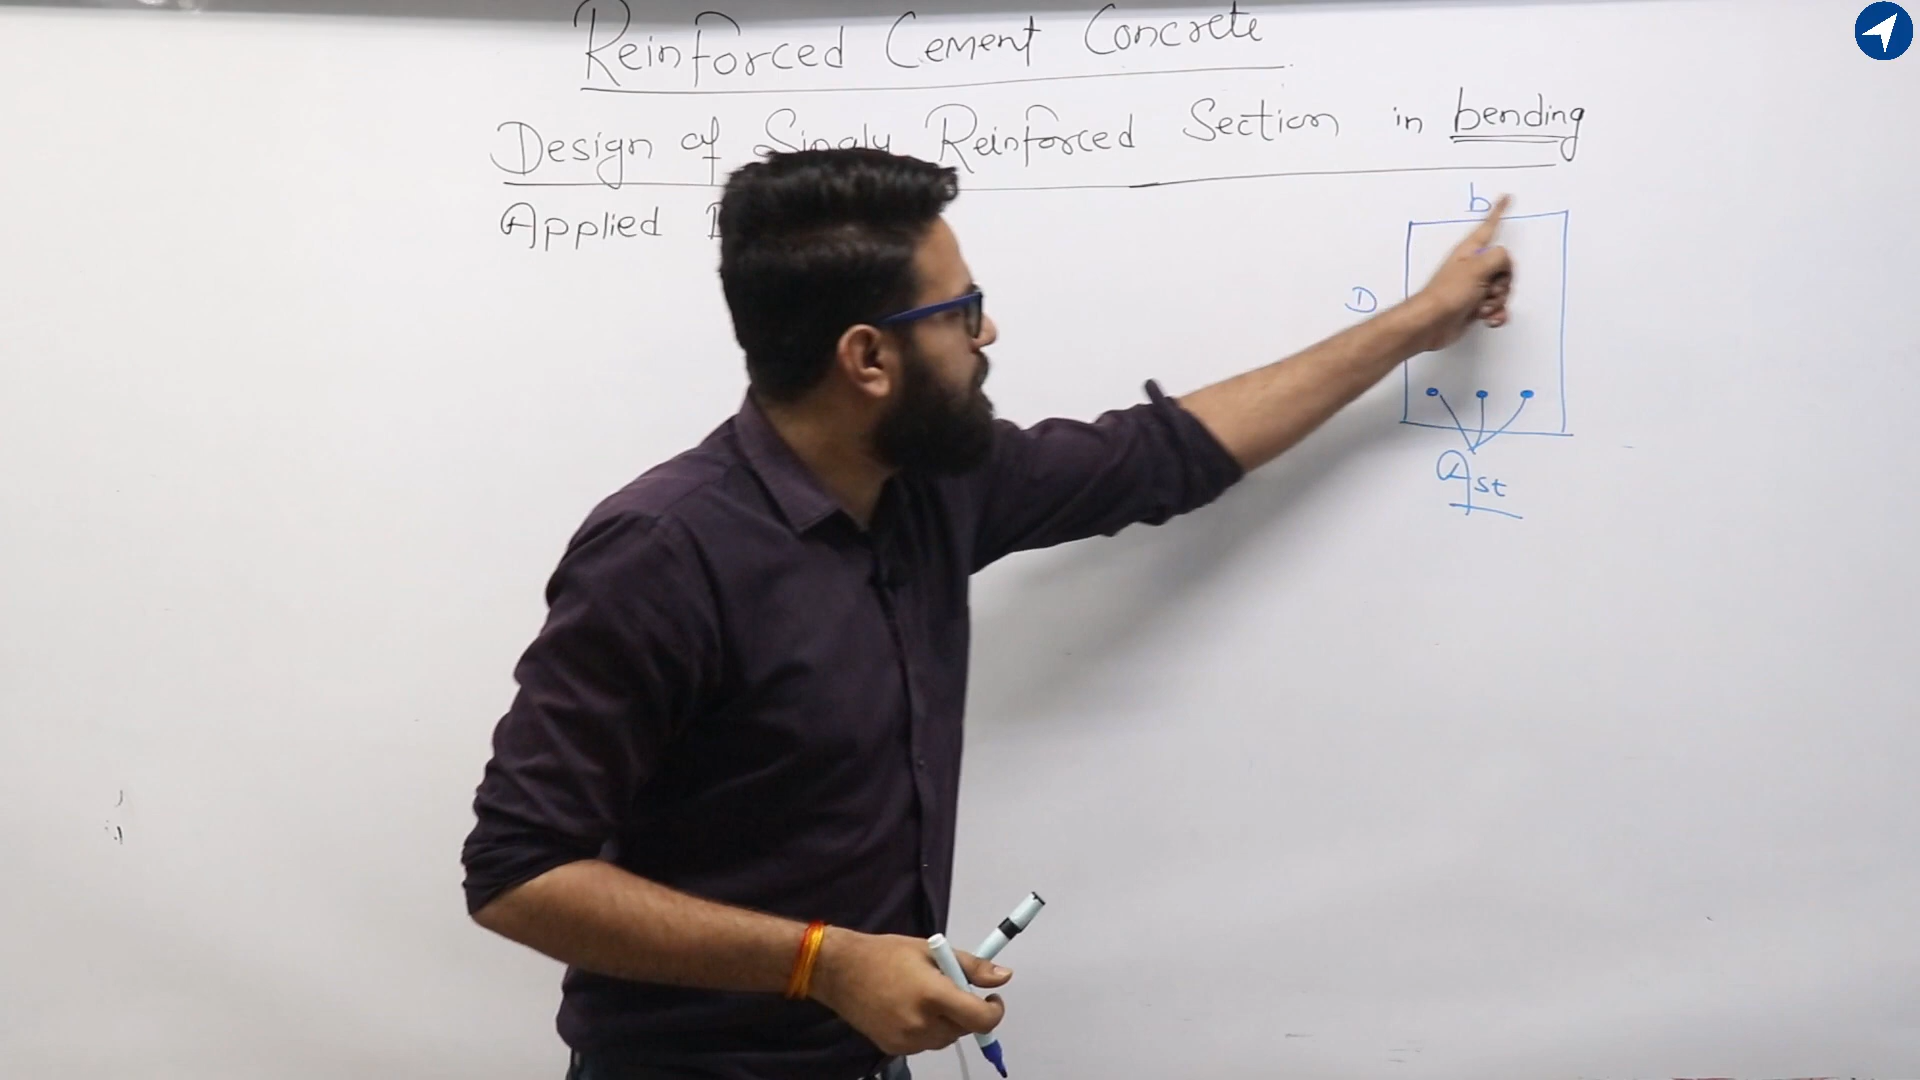 Reinforced Cement Concrete
Design of Singly Reinforced Section in bending
Applied
b
D
Ast